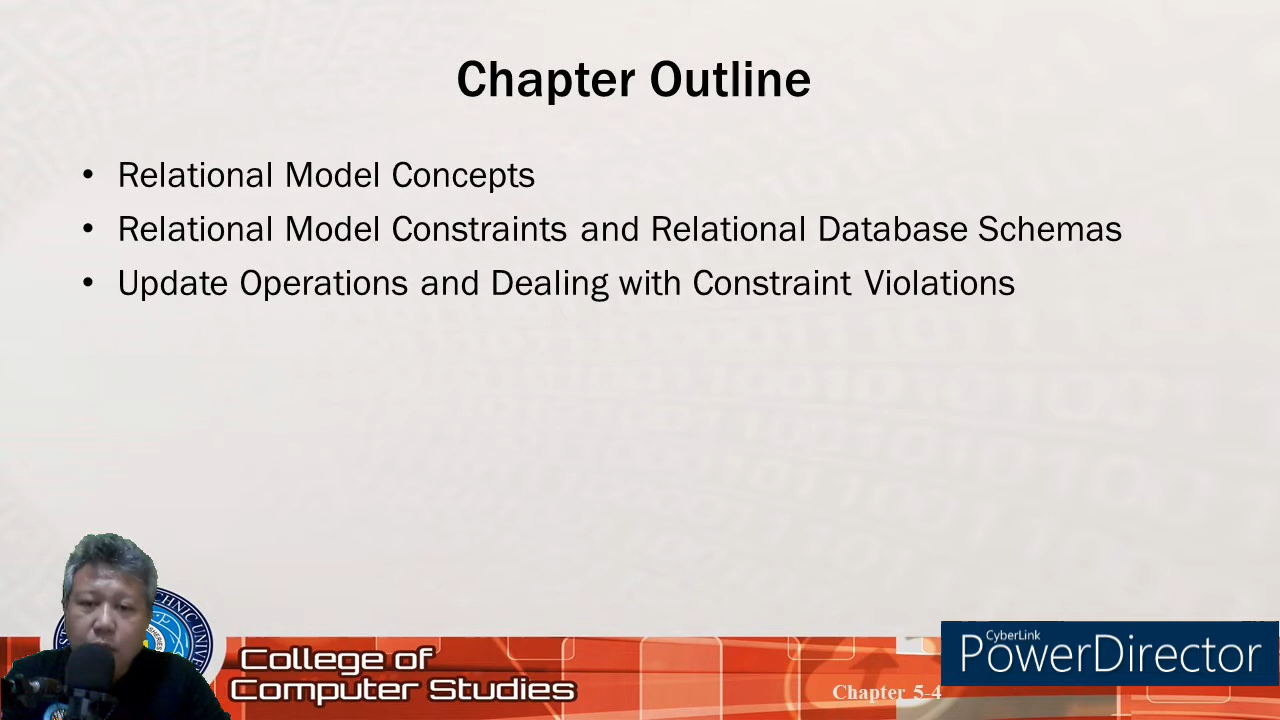 Chapter Outline
• Relational Model Concepts
• Relational Model Constraints and Relational Database Schemas
• Update Operations and Dealing with Constraint Violations
College of
Computer Studies
Chapter 5-4
CyberLink
PowerDirector